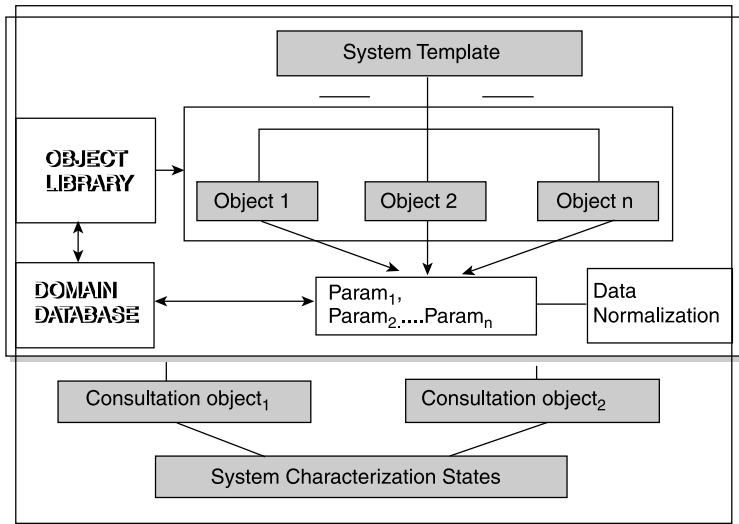 System Template
OBJECT
LIBRARY
Object 1
Object 2
Object n
DOMAIN
DATABASE
Param₁,
Param₂.....Paramₙ
Data
Normalization
Consultation object₁
Consultation object₂
System Characterization States